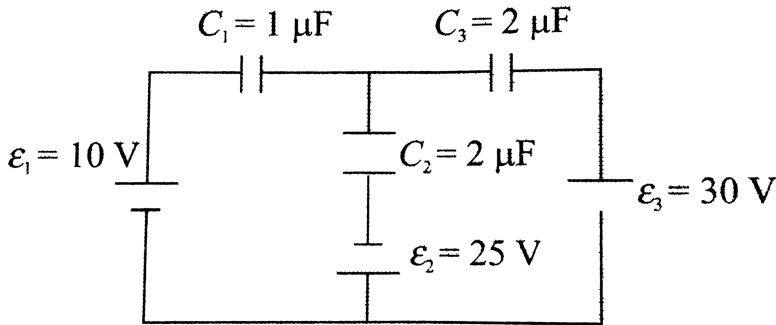 C₁ = 1 μF
C₃ = 2 μF
ε₁ = 10 V
C₂ = 2 μF
ε₃ = 30 V
ε₂ = 25 V